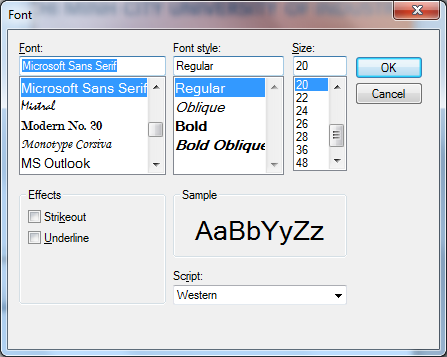 Font
Font: Font style: Size:
Microsoft Sans Serif Regular 20
Microsoft Sans Serif Regular 20
Mistral Oblique 22
Modern No. 20 Bold 24
Monotype Corsiva Bold Oblique 26
MS Outlook 28
36
48
OK
Cancel
Effects
Strikeout
Underline
Sample
AaBbYyZz
Script:
Western